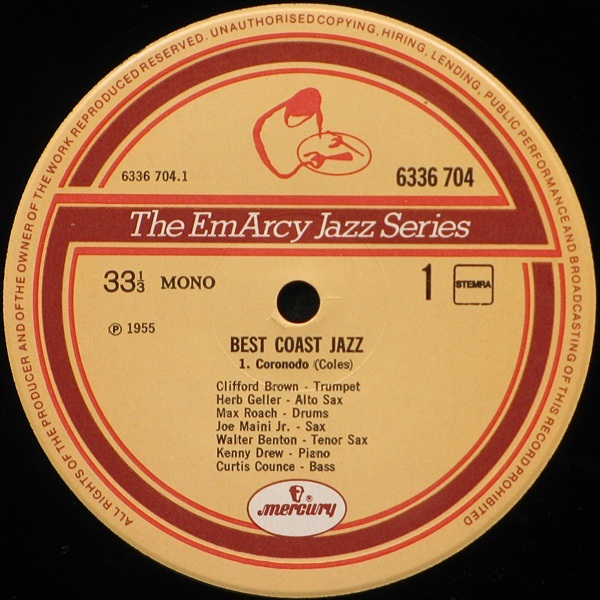 ALL RIGHTS OF THE PRODUCER AND OF THE OWNER OF THE WORK REPRODUCED RESERVED. UNAUTHORISED COPYING, HIRING, LENDING, PUBLIC PERFORMANCE AND BROADCASTING OF THIS RECORD PROHIBITED
6336 704.1
6336 704
The EmArcy Jazz Series
33⅓ MONO
1 STEMRA
℗ 1955
BEST COAST JAZZ
1. Coronodo (Coles)
Clifford Brown - Trumpet
Herb Geller - Alto Sax
Max Roach - Drums
Joe Maini Jr. - Sax
Walter Benton - Tenor Sax
Kenny Drew - Piano
Curtis Counce - Bass
®
mercury